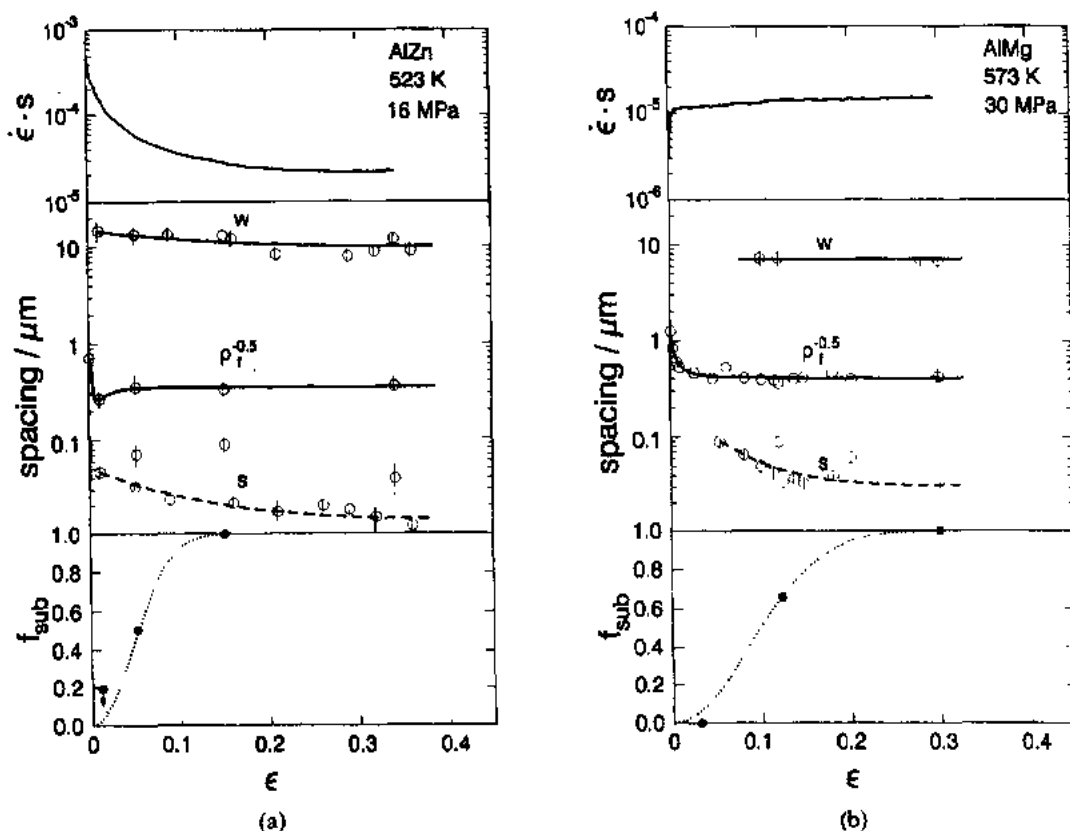 10⁻³
AlZn
523 K
16 MPa
10⁻⁴
ε̇ · s
10⁻⁵
w
10
ρf^-0.5
1
spacing / µm
0.1
s
1.0
0.8
0.6
fsub
0.4
0.2
0.0
0 0.1 0.2 0.3 0.4
ϵ
(a)
10⁻⁴
AlMg
573 K
30 MPa
10⁻⁵
ε̇ · s
10⁻⁶
w
10
ρf^-0.5
1
spacing / µm
0.1
s
1.0
0.8
0.6
fsub
0.4
0.2
0.0
0 0.1 0.2 0.3 0.4
ϵ
(b)